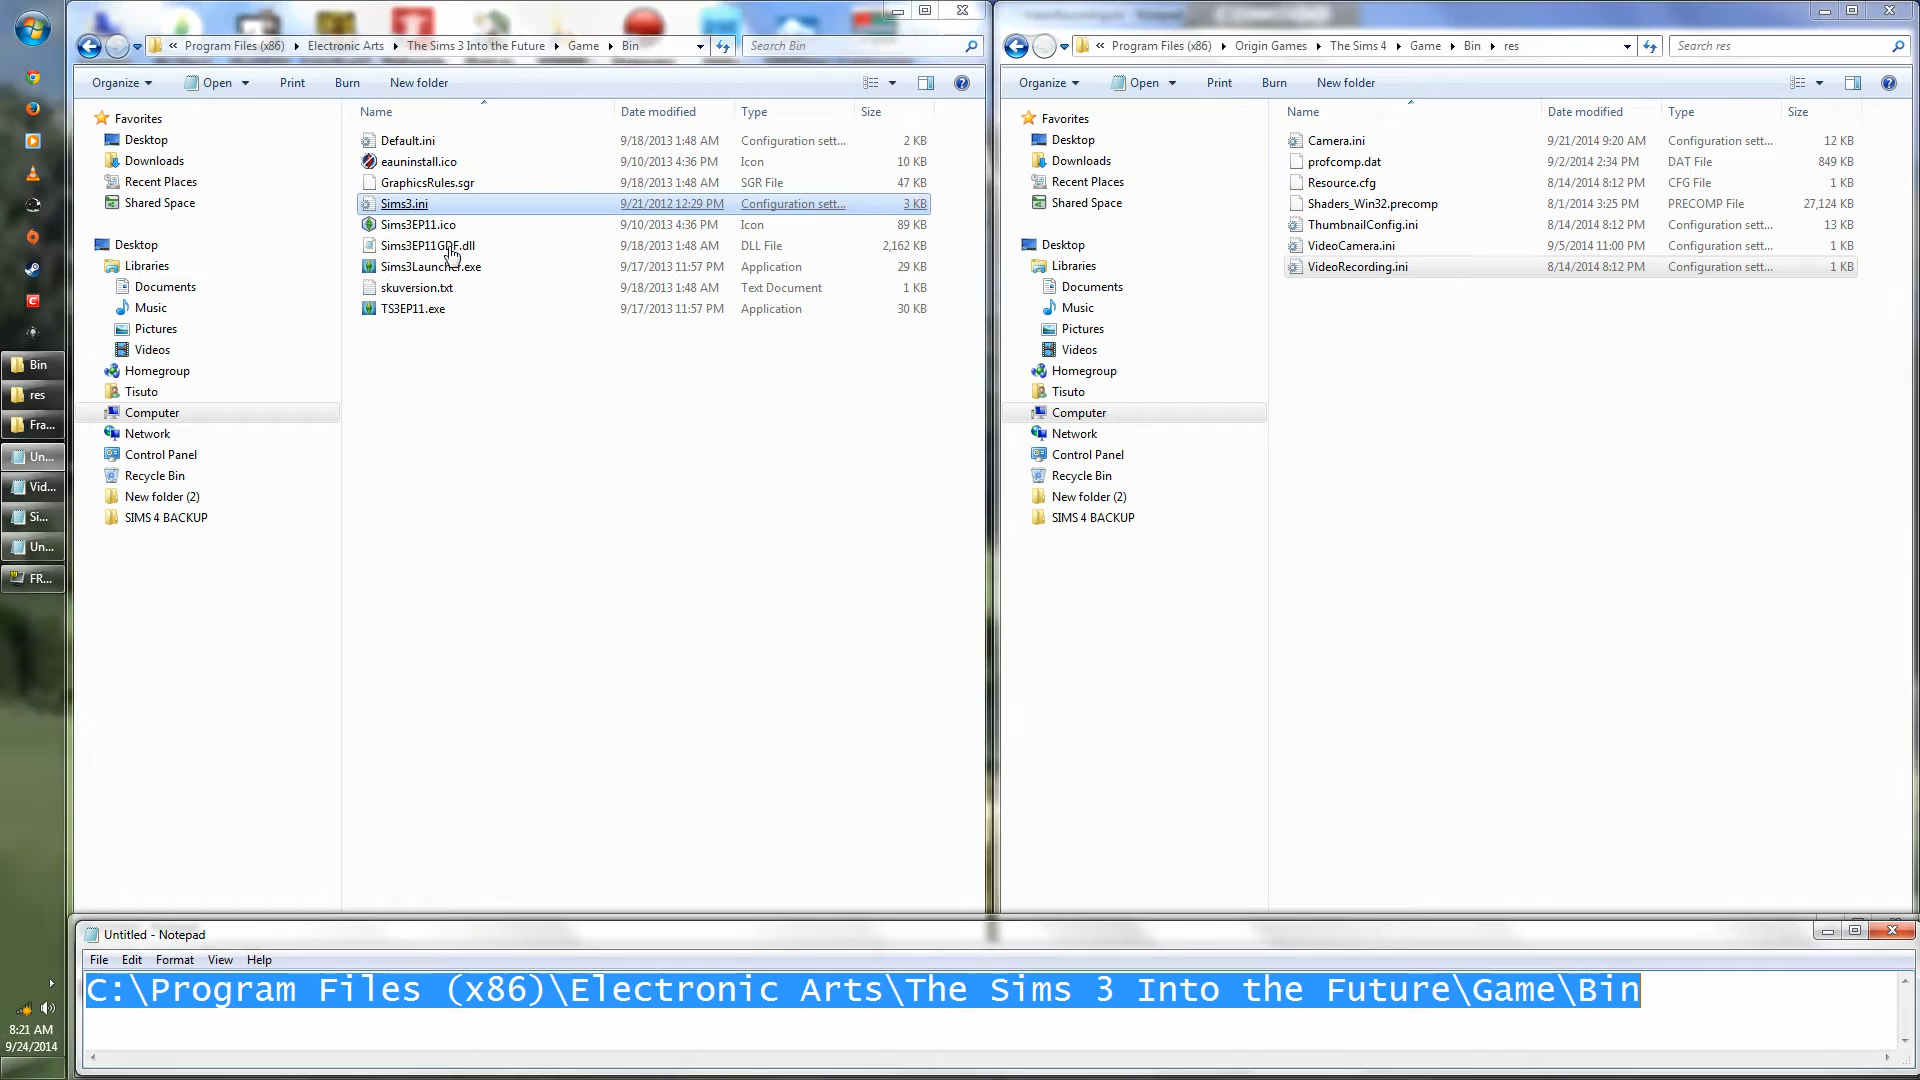 « Program Files (x86) Electronic Arts The Sims 3 Into the Future Game Bin
Search Bin
Organize Open Print Burn New folder
Favorites
Desktop
Downloads
Recent Places
Shared Space
Desktop
Libraries
Documents
Music
Pictures
Videos
Homegroup
Tisuto
Computer
Network
Control Panel
Recycle Bin
New folder (2)
SIMS 4 BACKUP
Name Date modified Type Size
Default.ini 9/18/2013 1:48 AM Configuration sett... 2 KB
eauninstall.ico 9/10/2013 4:36 PM Icon 10 KB
GraphicsRules.sgr 9/18/2013 1:48 AM SGR File 47 KB
Sims3.ini 9/21/2012 12:29 PM Configuration sett... 3 KB
Sims3EP11.ico 9/10/2013 4:36 PM Icon 89 KB
Sims3EP11GDF.dll 9/18/2013 1:48 AM DLL File 2,162 KB
Sims3Launcher.exe 9/17/2013 11:57 PM Application 29 KB
skuversion.txt 9/18/2013 1:48 AM Text Document 1 KB
TS3EP11.exe 9/17/2013 11:57 PM Application 30 KB
« Program Files (x86) Origin Games The Sims 4 Game Bin res
Search res
Organize Open Print Burn New folder
Favorites
Desktop
Downloads
Recent Places
Shared Space
Desktop
Libraries
Documents
Music
Pictures
Videos
Homegroup
Tisuto
Computer
Network
Control Panel
Recycle Bin
New folder (2)
SIMS 4 BACKUP
Name Date modified Type Size
Camera.ini 9/21/2014 9:20 AM Configuration sett... 12 KB
profcomp.dat 9/2/2014 2:34 PM DAT File 849 KB
Resource.cfg 8/14/2014 8:12 PM CFG File 1 KB
Shaders_Win32.precomp 8/1/2014 3:25 PM PRECOMP File 27,124 KB
ThumbnailConfig.ini 8/14/2014 8:12 PM Configuration sett... 13 KB
VideoCamera.ini 9/5/2014 11:00 PM Configuration sett... 1 KB
VideoRecording.ini 8/14/2014 8:12 PM Configuration sett... 1 KB
Bin
res
Fra...
Un...
Vid...
Si...
Un...
FR...
8:21 AM
9/24/2014
Untitled - Notepad
File Edit Format View Help
C:\Program Files (x86)\Electronic Arts\The Sims 3 Into the Future\Game\Bin